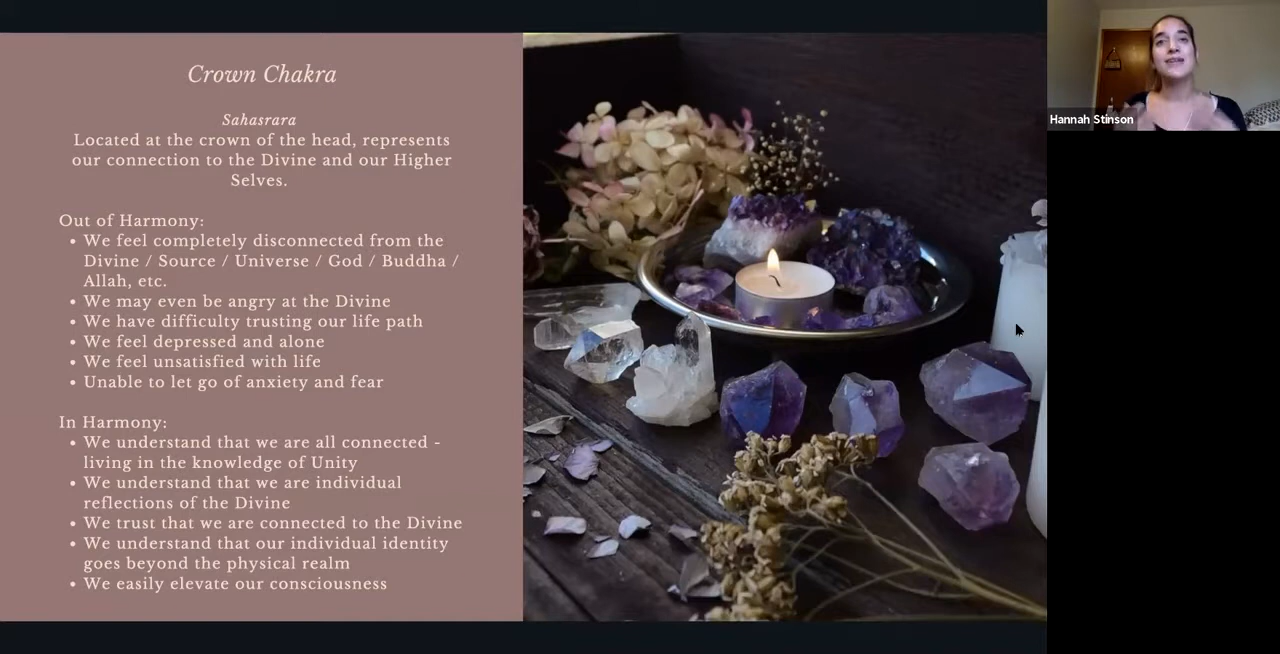 Crown Chakra
Sahasrara
Located at the crown of the head, represents
our connection to the Divine and our Higher
Selves.
Out of Harmony:
• We feel completely disconnected from the
Divine / Source / Universe / God / Buddha /
Allah, etc.
• We may even be angry at the Divine
• We have difficulty trusting our life path
• We feel depressed and alone
• We feel unsatisfied with life
• Unable to let go of anxiety and fear
In Harmony:
• We understand that we are all connected -
living in the knowledge of Unity
• We understand that we are individual
reflections of the Divine
• We trust that we are connected to the Divine
• We understand that our individual identity
goes beyond the physical realm
• We easily elevate our consciousness
Hannah Stinson